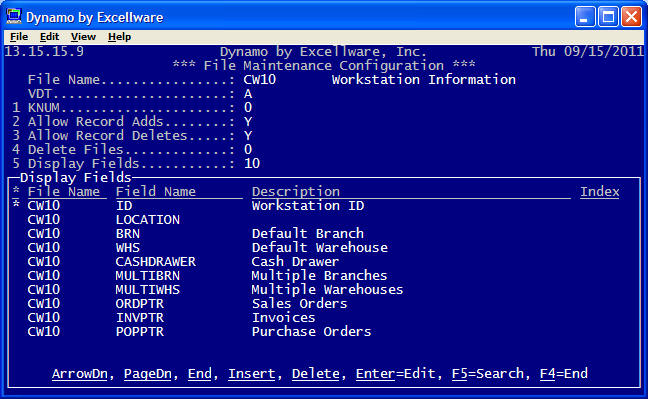 Dynamo by Excellware
File Edit View Help
13.15.15.9 Dynamo by Excellware, Inc. Thu 09/15/2011
*** File Maintenance Configuration ***
File Name................: CW10 Workstation Information
VDT......................: A
1 KNUM.....................: 0
2 Allow Record Adds........: Y
3 Allow Record Deletes.....: Y
4 Delete Files.............: 0
5 Display Fields...........: 10
Display Fields
* File Name Field Name Description Index
* CW10 ID Workstation ID
CW10 LOCATION
CW10 BRN Default Branch
CW10 WHS Default Warehouse
CW10 CASHDRAWER Cash Drawer
CW10 MULTIBRN Multiple Branches
CW10 MULTIWHS Multiple Warehouses
CW10 ORDPTR Sales Orders
CW10 INVPTR Invoices
CW10 POPPTR Purchase Orders
ArrowDn, PageDn, End, Insert, Delete, Enter=Edit, F5=Search, F4=End